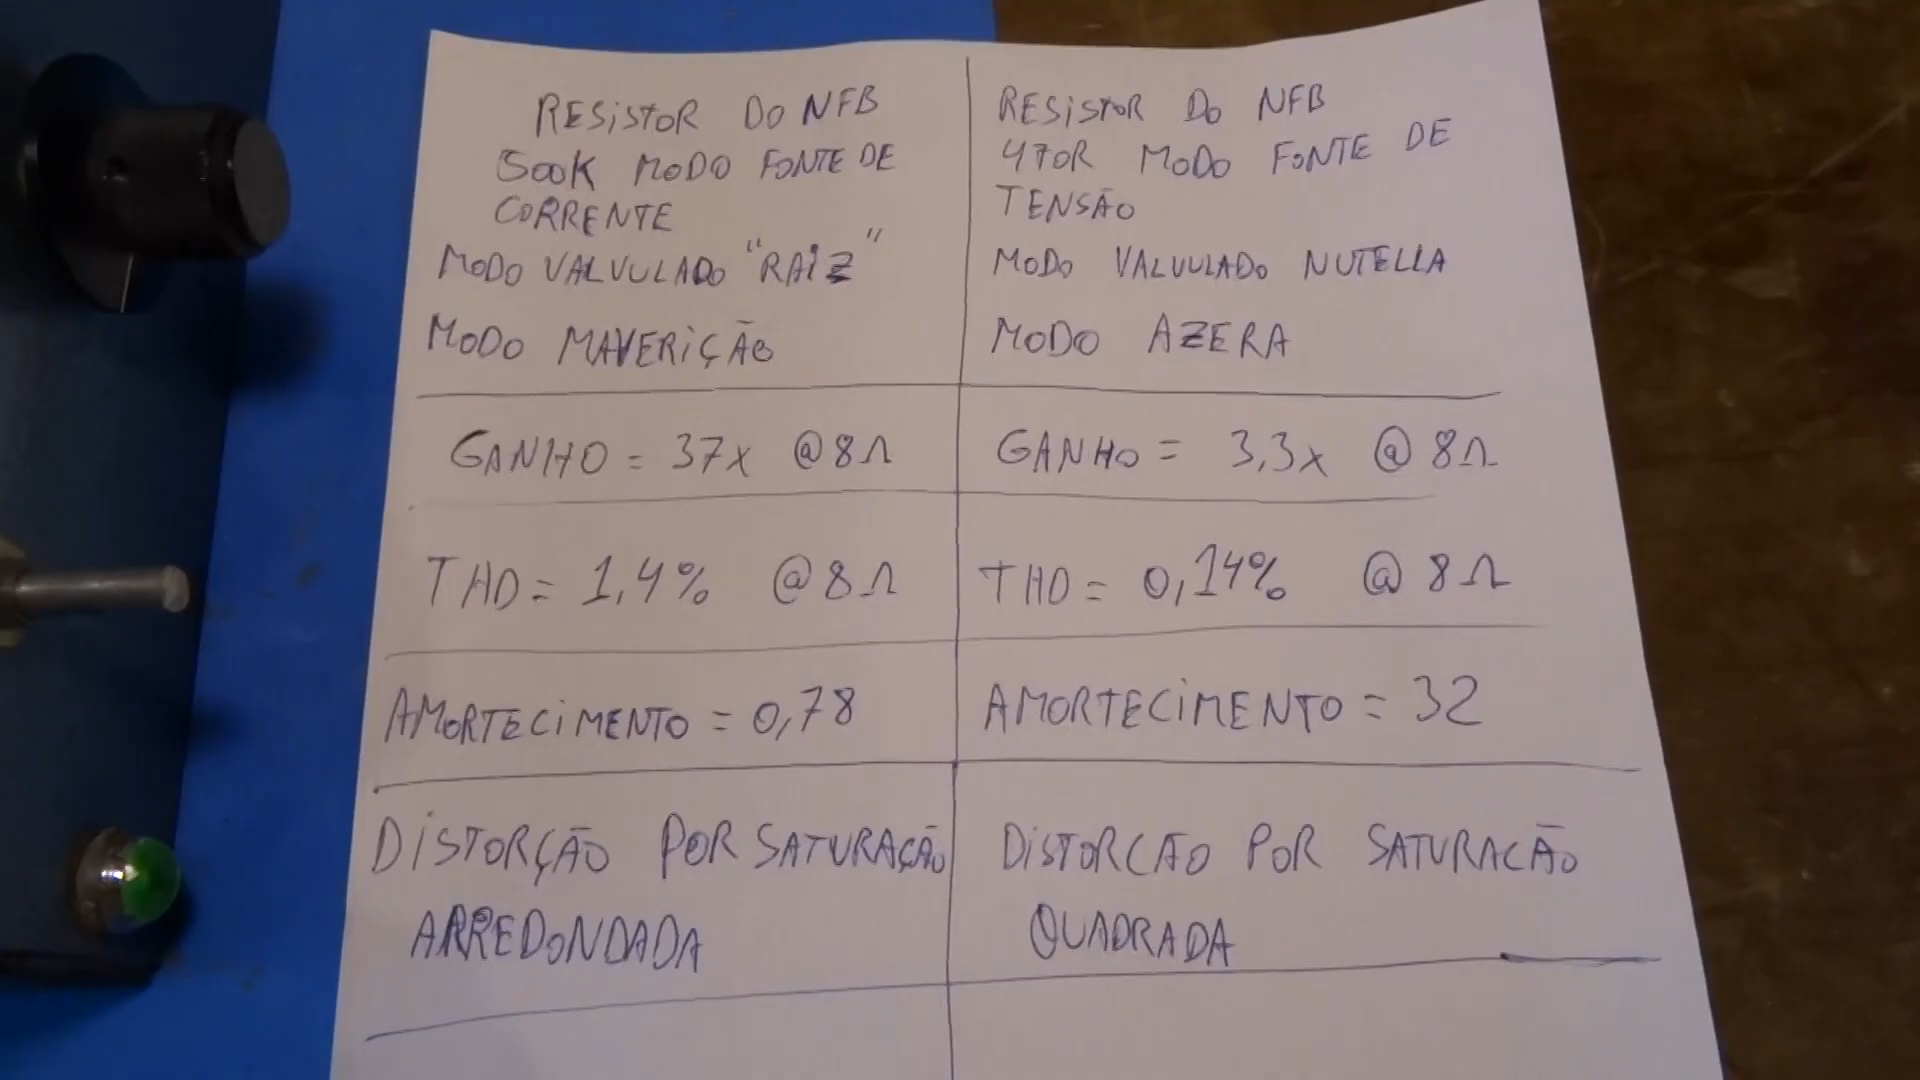 RESISTOR DO NFB
500K MODO FONTE DE
CORRENTE
MODO VALVULADO "RAIZ"
MODO MAVERIÇÃO
GANHO = 37x @8Ω
THD = 1,4% @8Ω
AMORTECIMENTO = 0,78
DISTORÇÃO POR SATURAÇÃO
ARREDONDADA
RESISTOR DO NFB
470R MODO FONTE DE
TENSÃO
MODO VALVULADO NUTELLA
MODO AZERA
GANHO = 3,3x @ 8Ω
THD = 0,14% @ 8Ω
AMORTECIMENTO = 32
DISTORCAO POR SATURACÃO
QUADRADA